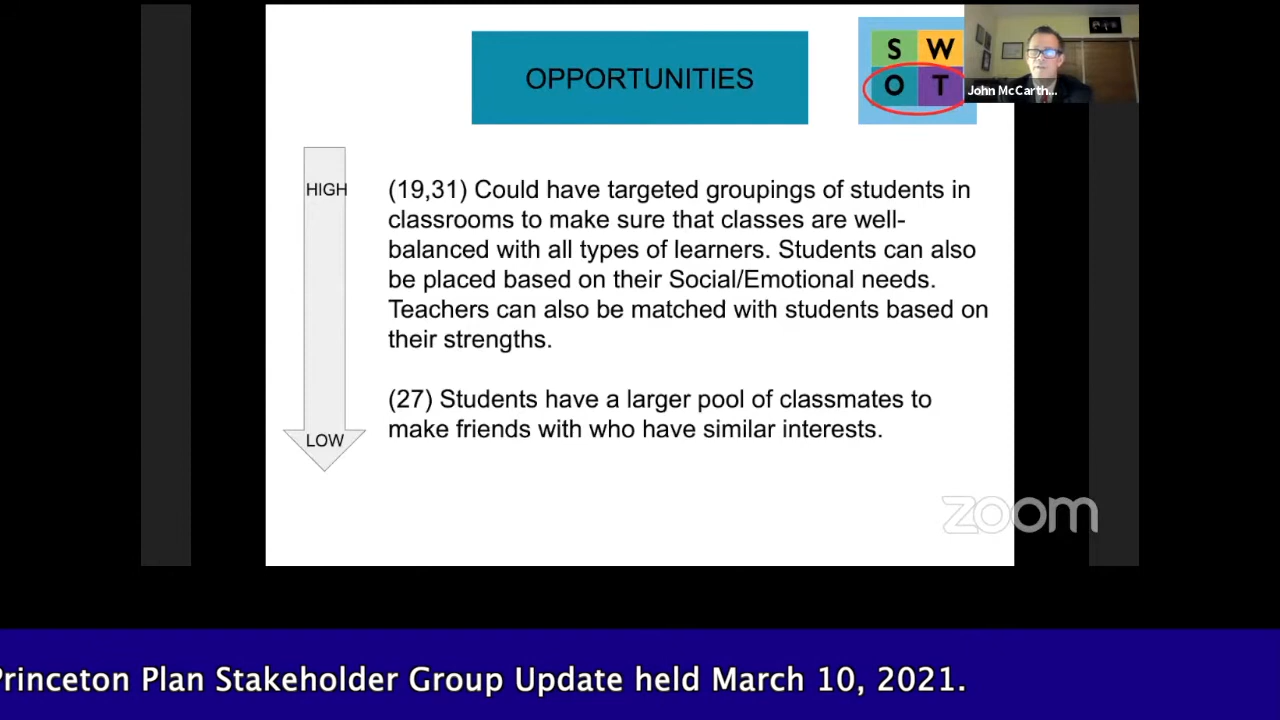 OPPORTUNITIES
S W
O T
John McCarth...
HIGH
LOW
(19,31) Could have targeted groupings of students in
classrooms to make sure that classes are well-
balanced with all types of learners. Students can also
be placed based on their Social/Emotional needs.
Teachers can also be matched with students based on
their strengths.
(27) Students have a larger pool of classmates to
make friends with who have similar interests.
zoom
Princeton Plan Stakeholder Group Update held March 10, 2021.